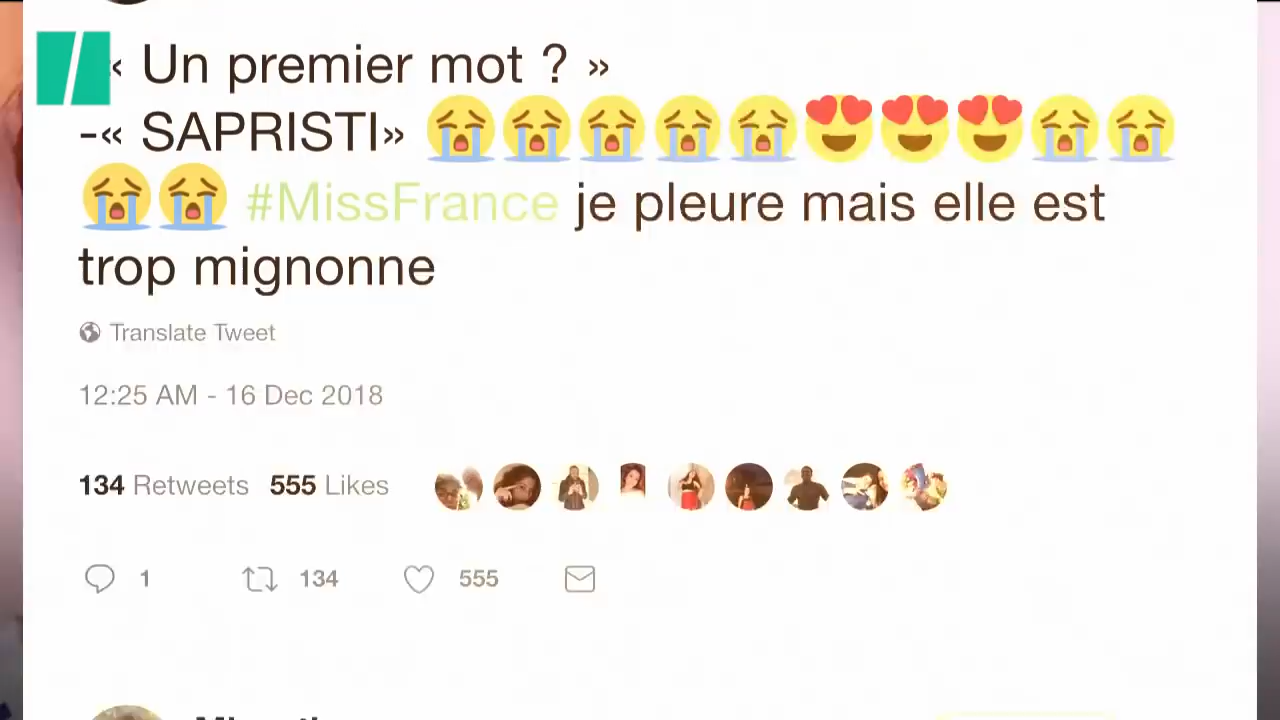 « Un premier mot ? »
-« SAPRISTI» 😭😭😭😭😭😍😍😍😭😭
😭😭 #MissFrance je pleure mais elle est
trop mignonne
Translate Tweet
12:25 AM - 16 Dec 2018
134 Retweets 555 Likes
1 134 555